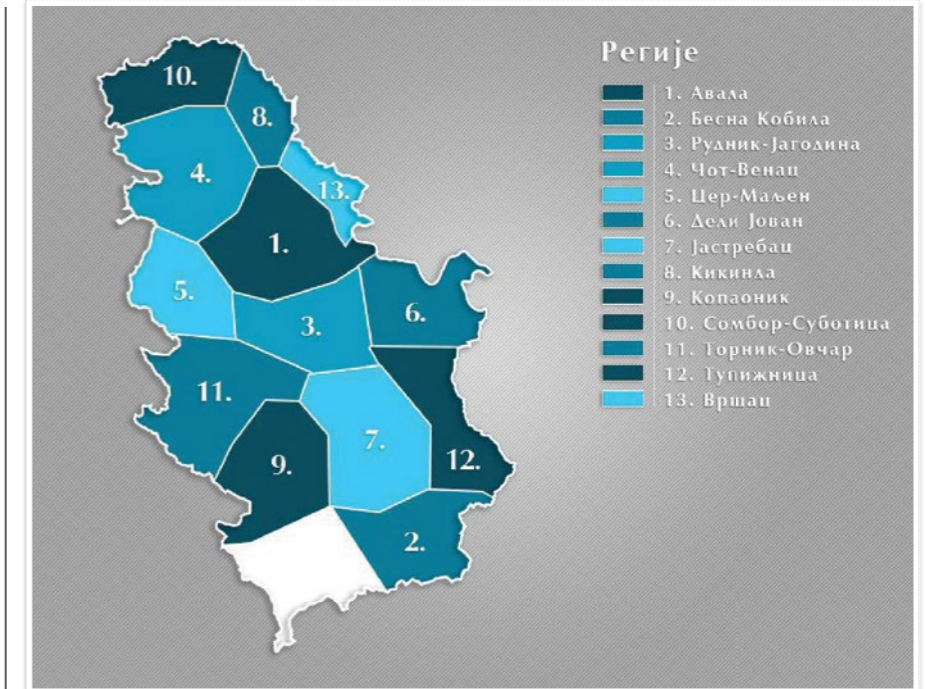 Регије
1. Авала
2. Бесна Кобила
3. Рудник-Јагодина
4. Чот-Венац
5. Цер-Маљен
6. Дели Јован
7. Јастребац
8. Кикинда
9. Копаоник
10. Сомбор-Суботица
11. Торник-Овчар
12. Тупижница
13. Вршац
10.
8.
4.
13.
1.
5.
3.
6.
11.
7.
9.
12.
2.